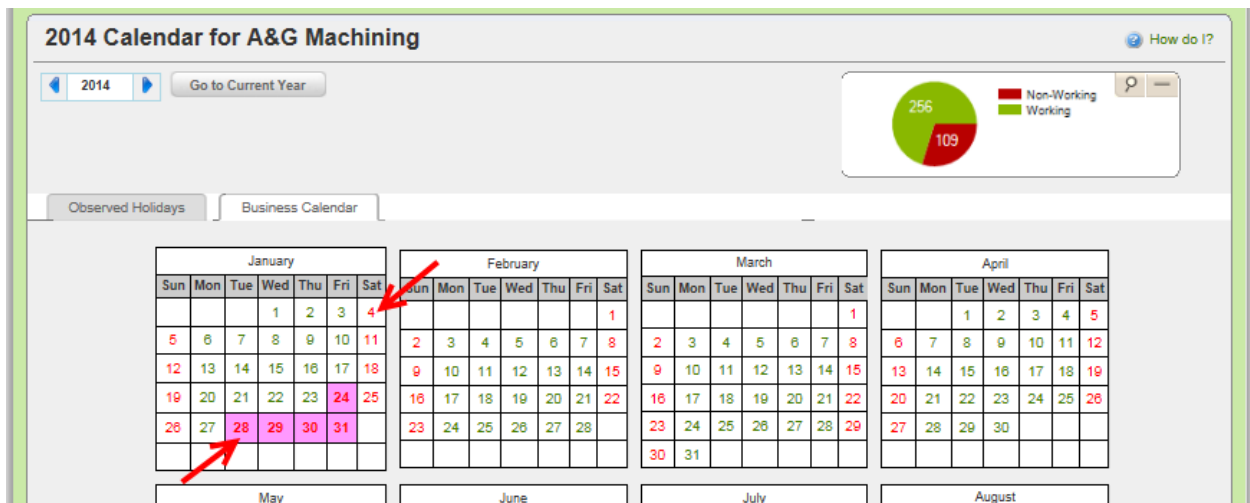 2014 Calendar for A&G Machining
How do I?
2014 Go to Current Year
256
109
Non-Working
Working
Observed Holidays Business Calendar
January
Sun Mon Tue Wed Thu Fri Sat
1 2 3 4
5 6 7 8 9 10 11
12 13 14 15 16 17 18
19 20 21 22 23 24 25
26 27 28 29 30 31
February
Sun Mon Tue Wed Thu Fri Sat
1
2 3 4 5 6 7 8
9 10 11 12 13 14 15
16 17 18 19 20 21 22
23 24 25 26 27 28
March
Sun Mon Tue Wed Thu Fri Sat
1
2 3 4 5 6 7 8
9 10 11 12 13 14 15
16 17 18 19 20 21 22
23 24 25 26 27 28 29
30 31
April
Sun Mon Tue Wed Thu Fri Sat
1 2 3 4 5
6 7 8 9 10 11 12
13 14 15 16 17 18 19
20 21 22 23 24 25 26
27 28 29 30
May
June
July
August